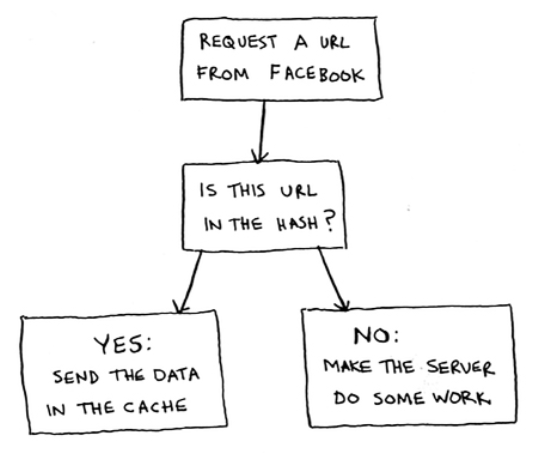 REQUEST A URL
FROM FACEBOOK
IS THIS URL
IN THE HASH?
YES:
SEND THE DATA
IN THE CACHE
NO:
MAKE THE SERVER
DO SOME WORK